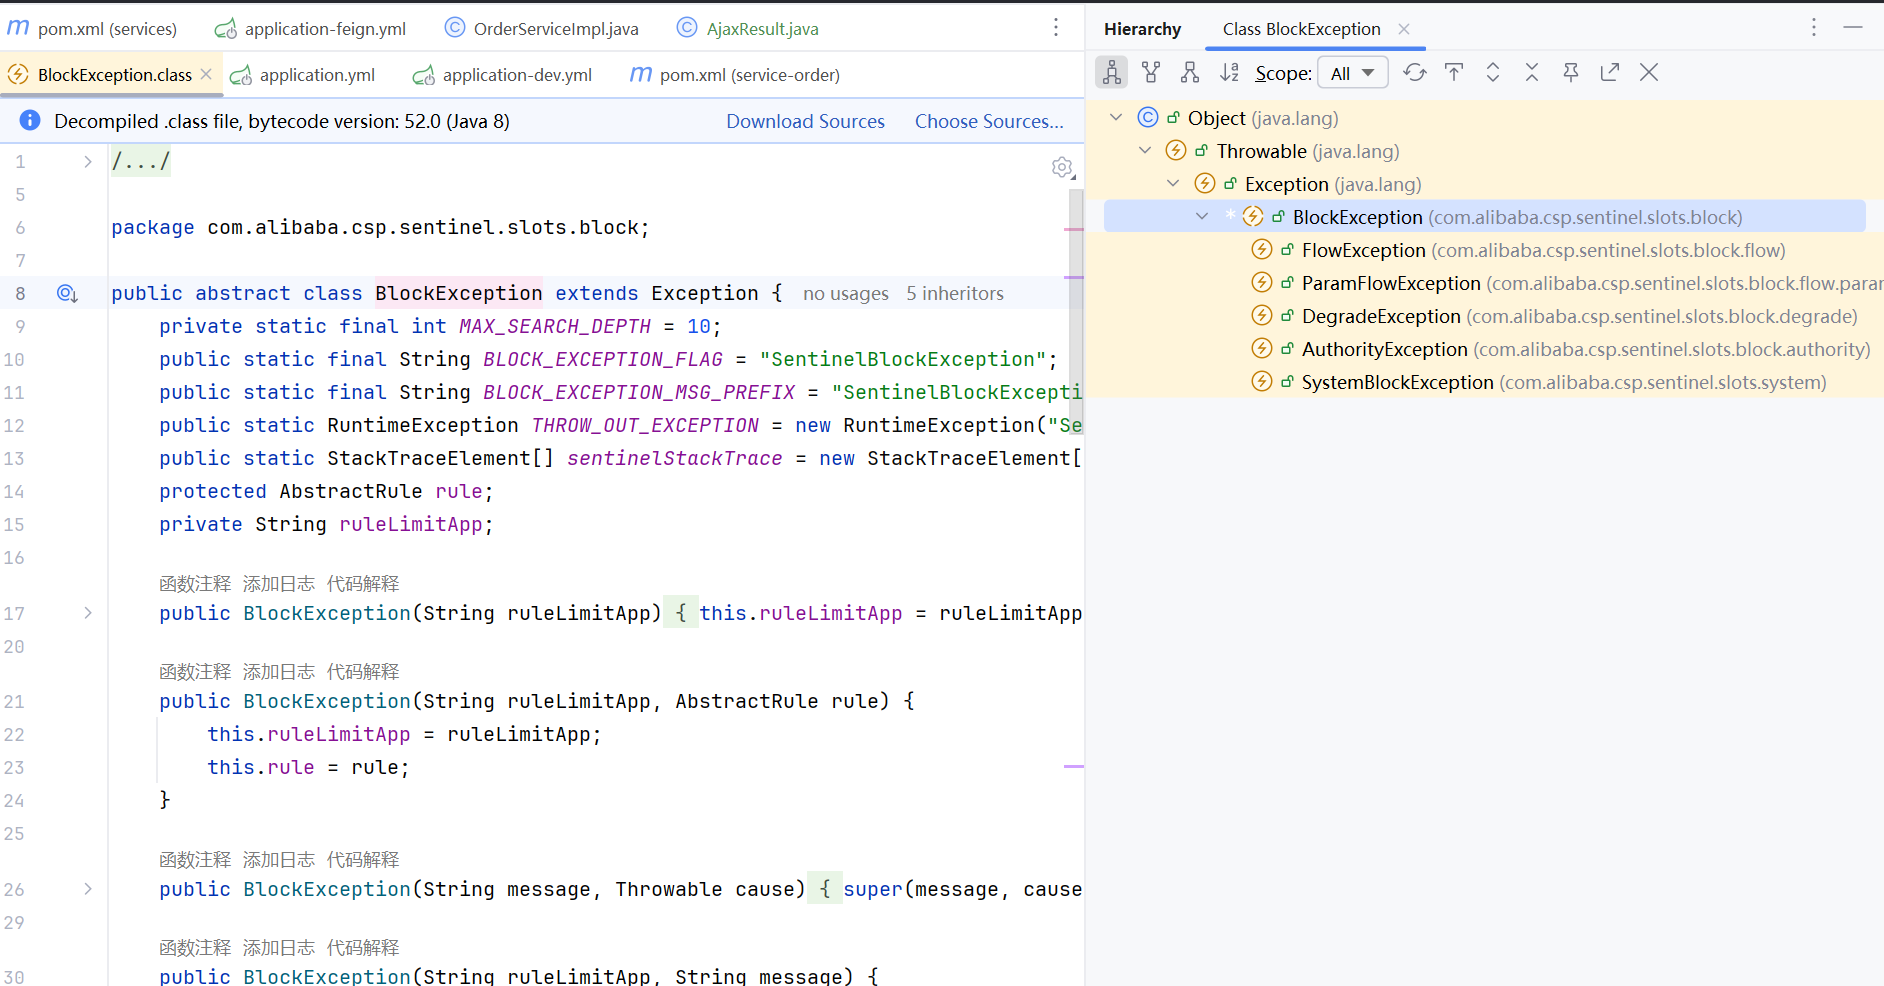 pom.xml (services) application-feign.yml OrderServiceImpl.java AjaxResult.java
BlockException.class application.yml application-dev.yml pom.xml (service-order)
Decompiled .class file, bytecode version: 52.0 (Java 8) Download Sources Choose Sources...
1 /.../
5
6 package com.alibaba.csp.sentinel.slots.block;
7
8 public abstract class BlockException extends Exception { no usages 5 inheritors
9 private static final int MAX_SEARCH_DEPTH = 10;
10 public static final String BLOCK_EXCEPTION_FLAG = "SentinelBlockException";
11 public static final String BLOCK_EXCEPTION_MSG_PREFIX = "SentinelBlockExcepti
12 public static RuntimeException THROW_OUT_EXCEPTION = new RuntimeException("Se
13 public static StackTraceElement[] sentinelStackTrace = new StackTraceElement[
14 protected AbstractRule rule;
15 private String ruleLimitApp;
16
函数注释 添加日志 代码解释
17 public BlockException(String ruleLimitApp) { this.ruleLimitApp = ruleLimitApp
20
函数注释 添加日志 代码解释
21 public BlockException(String ruleLimitApp, AbstractRule rule) {
22 this.ruleLimitApp = ruleLimitApp;
23 this.rule = rule;
24 }
25
函数注释 添加日志 代码解释
26 public BlockException(String message, Throwable cause) { super(message, cause
29
函数注释 添加日志 代码解释
30 public BlockException(String ruleLimitApp, String message) {
Hierarchy Class BlockException
Scope: All
Object (java.lang)
Throwable (java.lang)
Exception (java.lang)
* BlockException (com.alibaba.csp.sentinel.slots.block)
FlowException (com.alibaba.csp.sentinel.slots.block.flow)
ParamFlowException (com.alibaba.csp.sentinel.slots.block.flow.param
DegradeException (com.alibaba.csp.sentinel.slots.block.degrade)
AuthorityException (com.alibaba.csp.sentinel.slots.block.authority)
SystemBlockException (com.alibaba.csp.sentinel.slots.system)